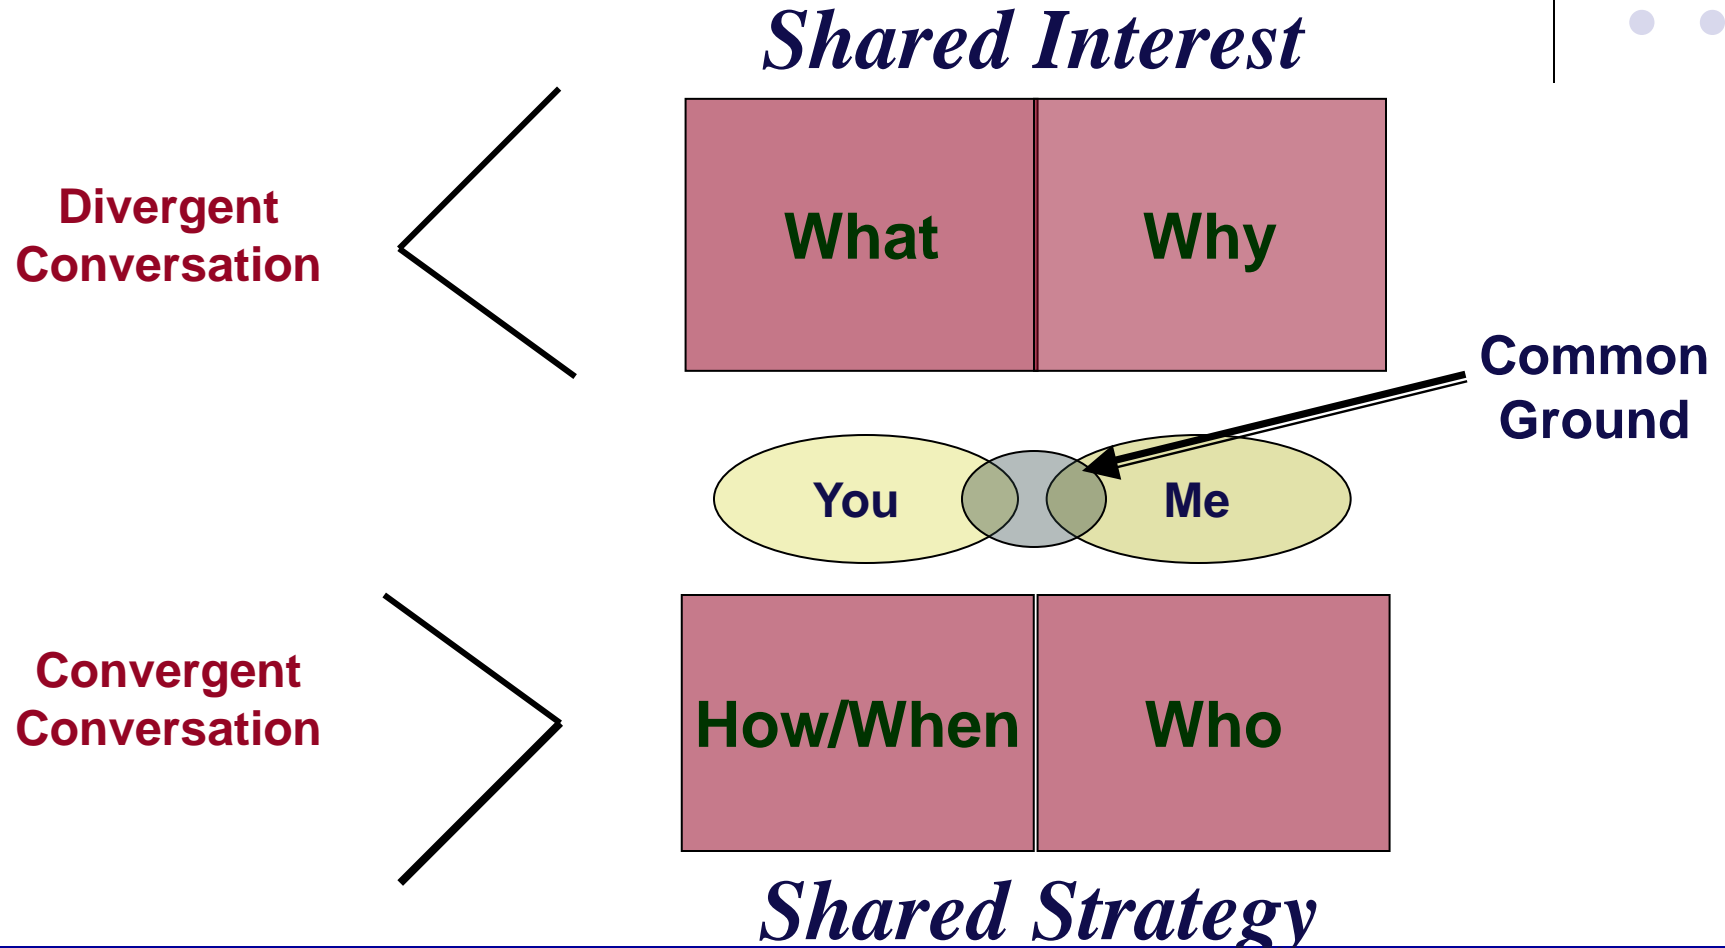 Shared Interest
Divergent
Conversation
What
Why
Common
Ground
You
Me
Convergent
Conversation
How/When
Who
Shared Strategy